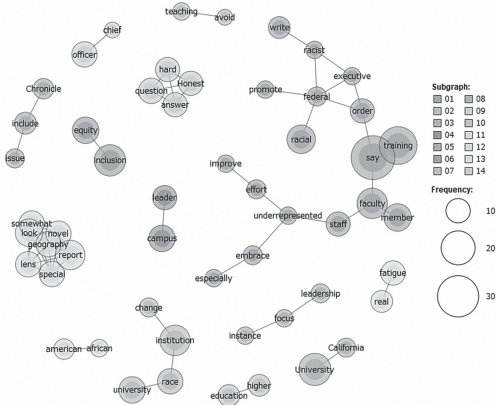 teaching
avoid
chief
officer
write
racist
hard
Honest
question
answer
executive
promote
federal
order
Chronicle
include
issue
equity
inclusion
racial
say
training
improve
effort
leader
campus
underrepresented
faculty
member
staff
somewhat
look
novel
geography
report
lens
special
embrace
especially
fatigue
real
leadership
change
focus
instance
institution
american
african
California
University
university
race
higher
education
Subgraph:
01 08
02 09
03 10
04 11
05 12
06 13
07 14
Frequency:
10
20
30